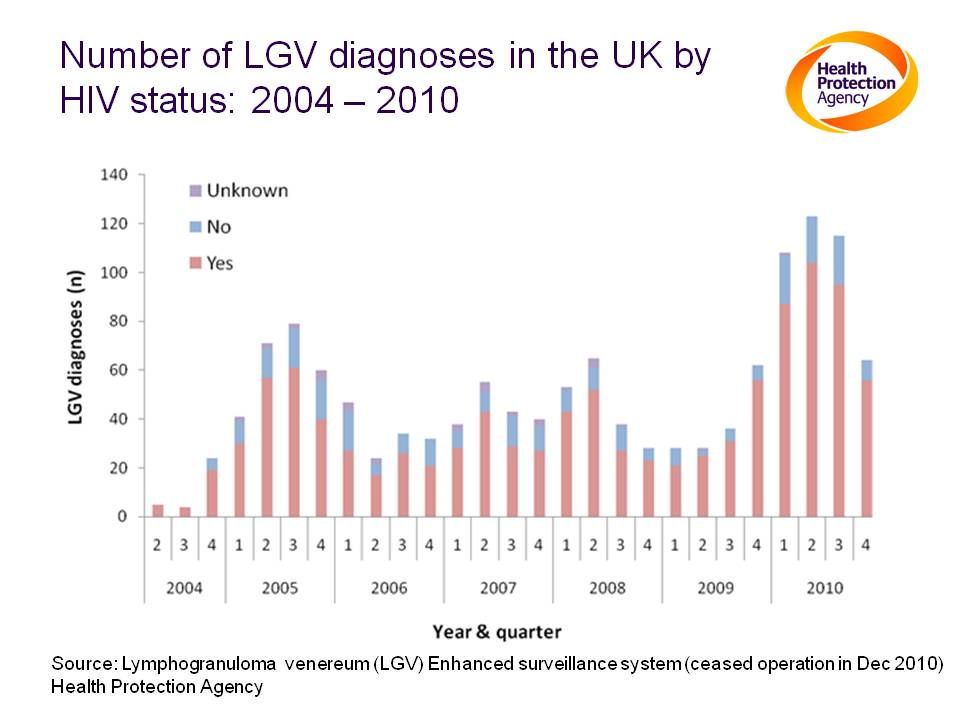 Number of LGV diagnoses in the UK by
HIV status: 2004 – 2010
Health
Protection
Agency
140
120
100
80
60
40
20
0
LGV diagnoses (n)
Unknown
No
Yes
2 3 4 1 2 3 4 1 2 3 4 1 2 3 4 1 2 3 4 1 2 3 4 1 2 3 4
2004 2005 2006 2007 2008 2009 2010
Year & quarter
Source: Lymphogranuloma venereum (LGV) Enhanced surveillance system (ceased operation in Dec 2010)
Health Protection Agency